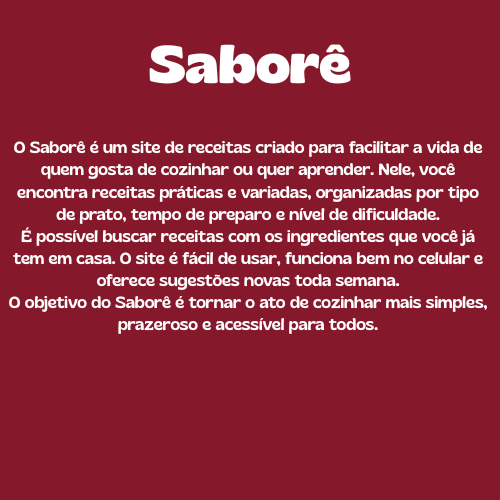 Saborê
O Saborê é um site de receitas criado para facilitar a vida de
quem gosta de cozinhar ou quer aprender. Nele, você
encontra receitas práticas e variadas, organizadas por tipo
de prato, tempo de preparo e nível de dificuldade.
É possível buscar receitas com os ingredientes que você já
tem em casa. O site é fácil de usar, funciona bem no celular e
oferece sugestões novas toda semana.
O objetivo do Saborê é tornar o ato de cozinhar mais simples,
prazeroso e acessível para todos.